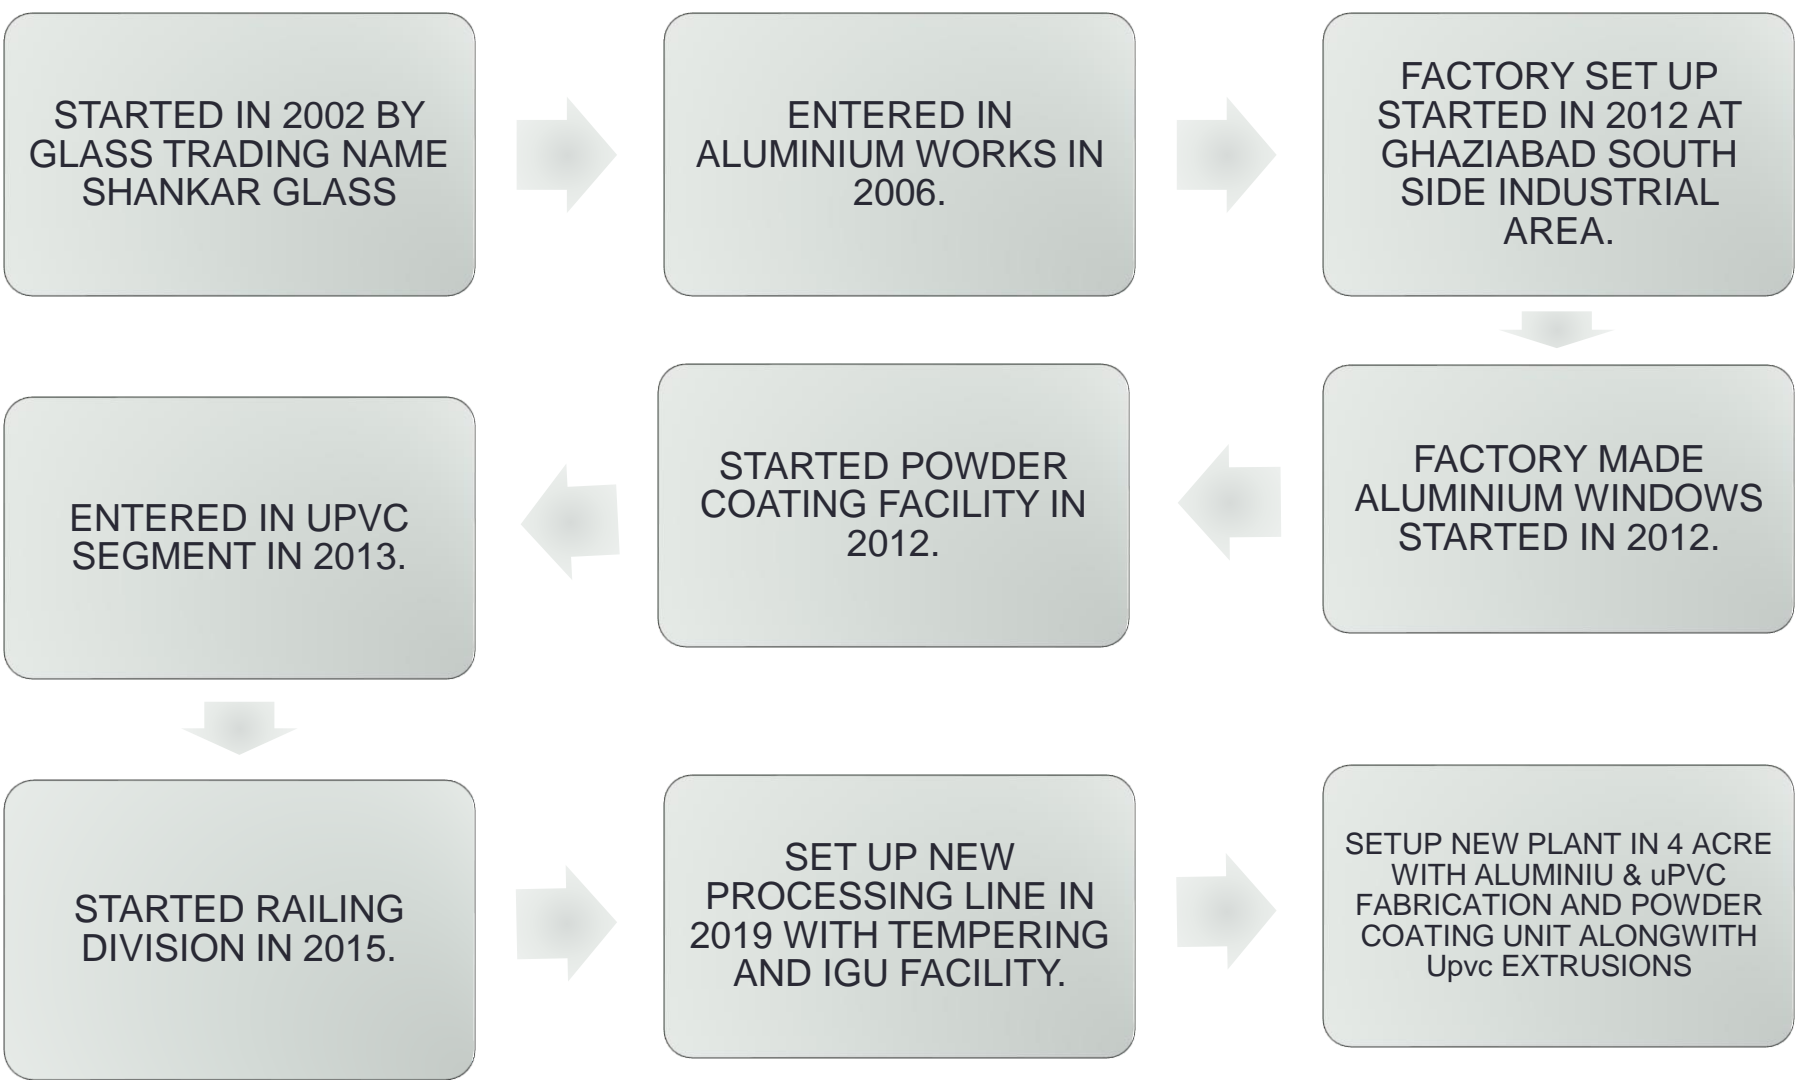 STARTED IN 2002 BY
GLASS TRADING NAME
SHANKAR GLASS
ENTERED IN
ALUMINIUM WORKS IN
2006.
FACTORY SET UP
STARTED IN 2012 AT
GHAZIABAD SOUTH
SIDE INDUSTRIAL
AREA.
FACTORY MADE
ALUMINIUM WINDOWS
STARTED IN 2012.
STARTED POWDER
COATING FACILITY IN
2012.
ENTERED IN UPVC
SEGMENT IN 2013.
STARTED RAILING
DIVISION IN 2015.
SET UP NEW
PROCESSING LINE IN
2019 WITH TEMPERING
AND IGU FACILITY.
SETUP NEW PLANT IN 4 ACRE
WITH ALUMINIU & uPVC
FABRICATION AND POWDER
COATING UNIT ALONGWITH
Upvc EXTRUSIONS